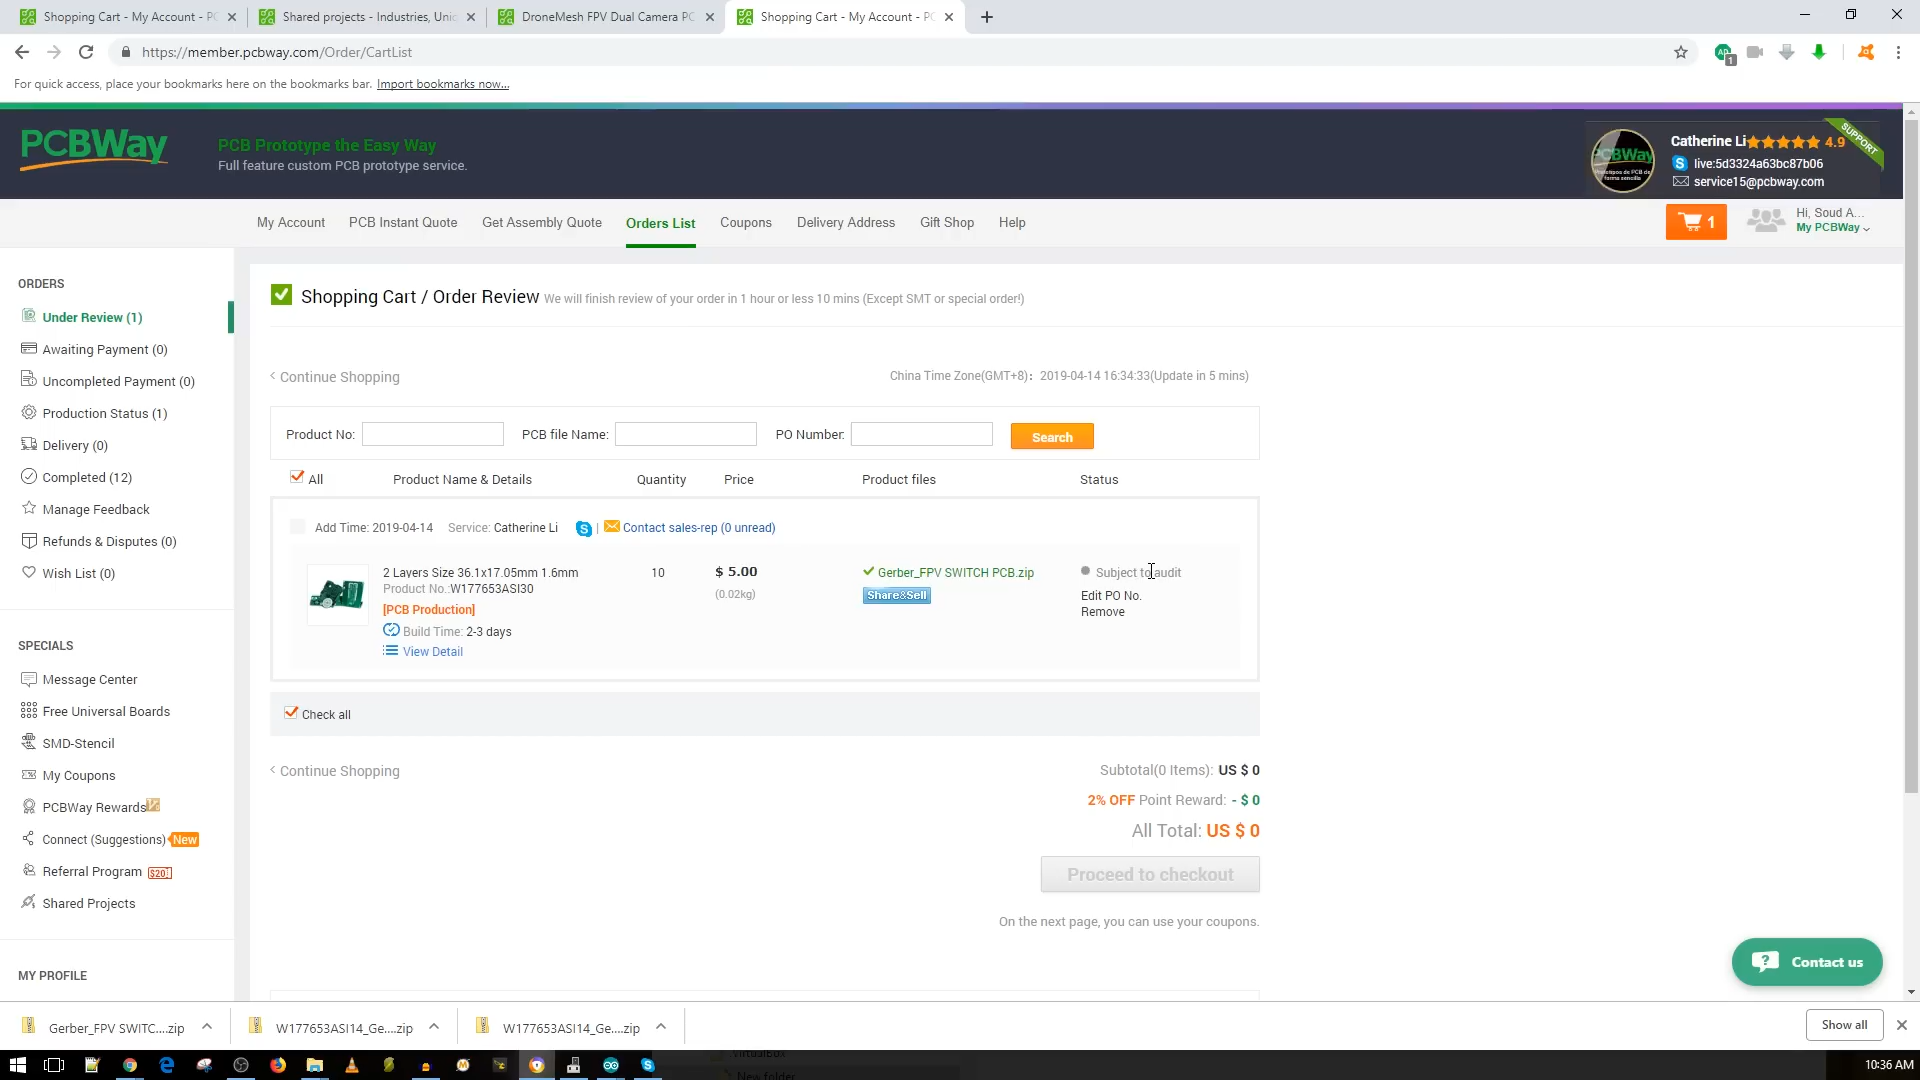 Shopping Cart - My Account - PC
Shared projects - Industries, Unic
DroneMesh FPV Dual Camera PC
Shopping Cart - My Account - PC
https://member.pcbway.com/Order/CartList
1
For quick access, place your bookmarks here on the bookmarks bar. Import bookmarks now...
PCBWay
PCB Prototype the Easy Way
Full feature custom PCB prototype service.
Catherine Li 4.9
SUPPORT
live:5d3324a63bc87b06
service15@pcbway.com
My Account PCB Instant Quote Get Assembly Quote Orders List Coupons Delivery Address Gift Shop Help
1
Hi, Soud A...
My PCBWay
ORDERS
Under Review (1)
Awaiting Payment (0)
Uncompleted Payment (0)
Production Status (1)
Delivery (0)
Completed (12)
Manage Feedback
Refunds & Disputes (0)
Wish List (0)
SPECIALS
Message Center
Free Universal Boards
SMD-Stencil
My Coupons
PCBWay Rewards
Connect (Suggestions) New
Referral Program $20
Shared Projects
MY PROFILE
Shopping Cart / Order Review We will finish review of your order in 1 hour or less 10 mins (Except SMT or special order!)
< Continue Shopping
China Time Zone(GMT+8): 2019-04-14 16:34:33(Update in 5 mins)
Product No: PCB file Name: PO Number: Search
All Product Name & Details Quantity Price Product files Status
Add Time: 2019-04-14 Service: Catherine Li | Contact sales-rep (0 unread)
2 Layers Size 36.1x17.05mm 1.6mm 10 $ 5.00 Gerber_FPV SWITCH PCB.zip Subject to audit
Product No.:W177653ASI30 (0.02kg) Share&Sell Edit PO No.
[PCB Production] Remove
Build Time: 2-3 days
View Detail
Check all
< Continue Shopping
Subtotal(0 Items): US $ 0
2% OFF Point Reward: - $ 0
All Total: US $ 0
Proceed to checkout
On the next page, you can use your coupons.
Contact us
Gerber_FPV SWITC....zip
W177653ASI14_Ge....zip
W177653ASI14_Ge....zip
Show all
VirtualBox
New folder
10:36 AM